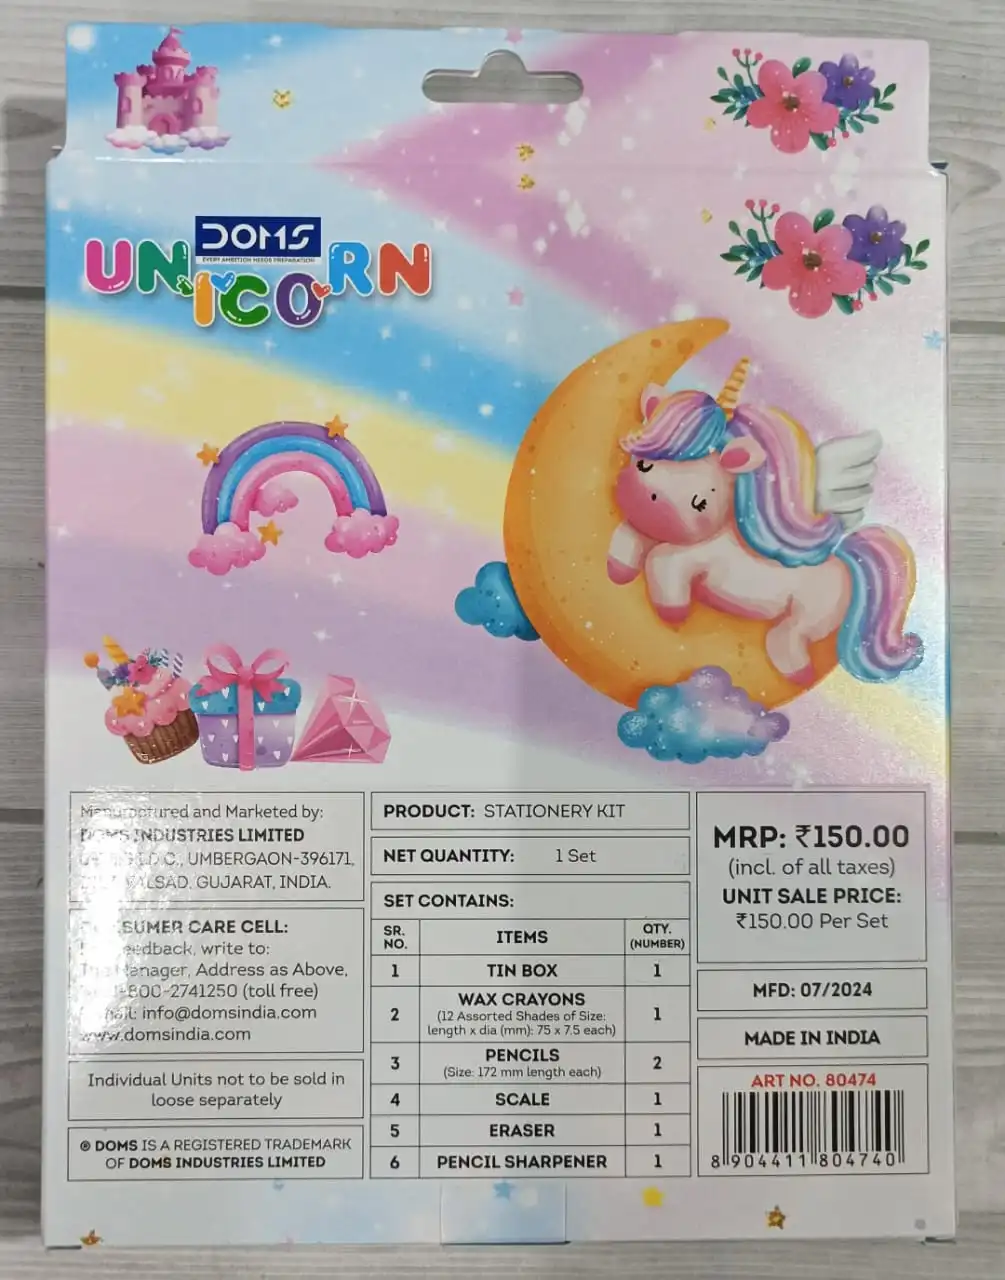 DOMS
EVERY AMBITION NEEDS PREPARATION
UNICORN
Manufactured and Marketed by:
DOMS INDUSTRIES LIMITED
UMBERGAON-396171,
VALSAD, GUJARAT, INDIA.
CONSUMER CARE CELL:
feedback, write to:
The Manager, Address as Above,
1-800-2741250 (toll free)
Email: info@domsindia.com
www.domsindia.com
Individual Units not to be sold in
loose separately
® DOMS IS A REGISTERED TRADEMARK
OF DOMS INDUSTRIES LIMITED
PRODUCT: STATIONERY KIT
NET QUANTITY: 1 Set
SET CONTAINS:
SR. NO. ITEMS QTY. (NUMBER)
1 TIN BOX 1
2 WAX CRAYONS 1
(12 Assorted Shades of Size:
length x dia (mm): 75 x 7.5 each)
3 PENCILS 2
(Size: 172 mm length each)
4 SCALE 1
5 ERASER 1
6 PENCIL SHARPENER 1
MRP: ₹150.00
(incl. of all taxes)
UNIT SALE PRICE:
₹150.00 Per Set
MFD: 07/2024
MADE IN INDIA
ART NO. 80474
8 904411 804740